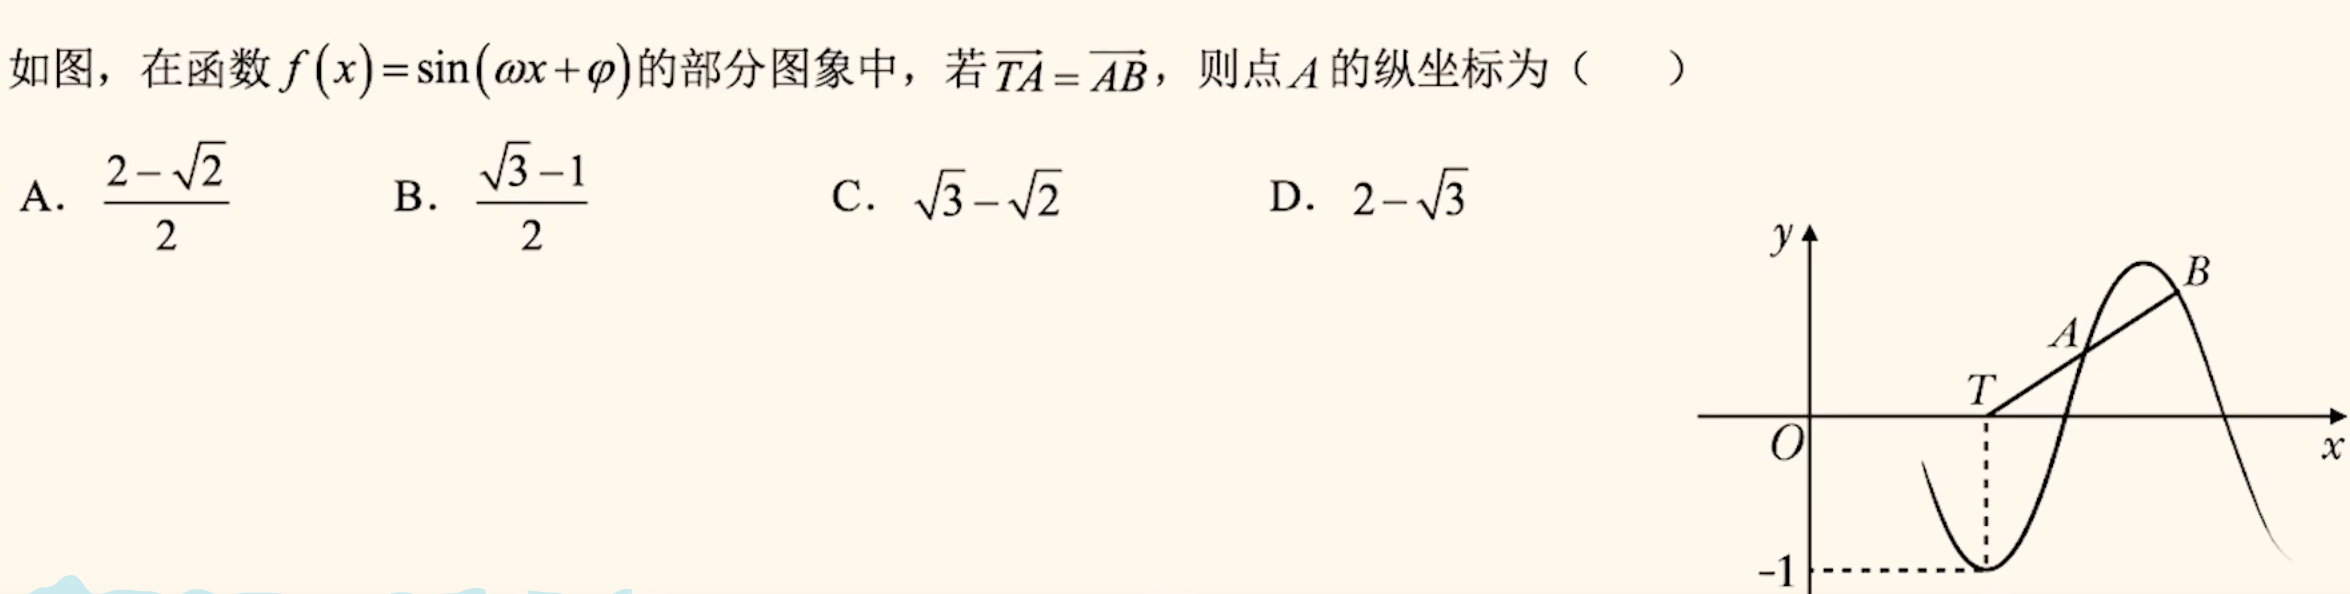 如图，在函数 f(x)=sin(ωx+φ)的部分图象中，若 \overrightarrow{TA}=\overrightarrow{AB}，则点 A 的纵坐标为（　　）
A. \frac{2-\sqrt{2}}{2}　B. \frac{\sqrt{3}-1}{2}　C. \sqrt{3}-\sqrt{2}　D. 2-\sqrt{3}
y
B
A
T
O
x
-1